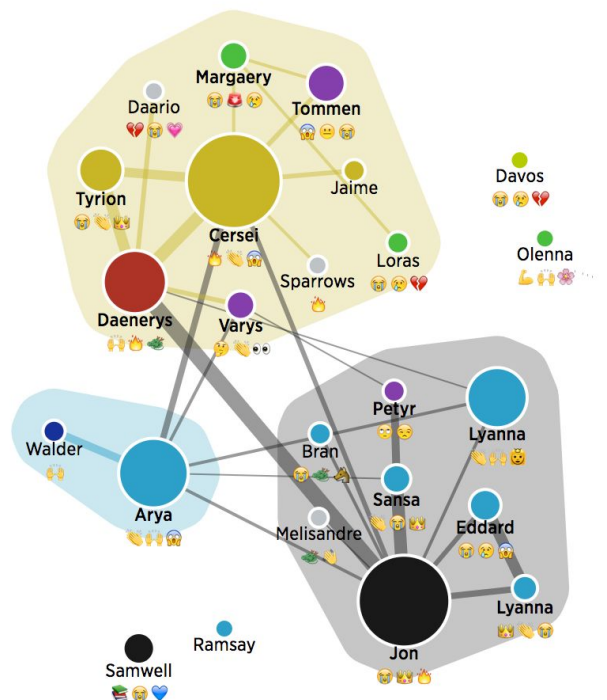 Margaery
Daario
Tommen
Tyrion
Jaime
Davos
Cersei
Sparrows
Loras
Olenna
Daenerys
Varys
Petyr
Lyanna
Walder
Bran
Sansa
Arya
Eddard
Melisandre
Lyanna
Ramsay
Jon
Samwell